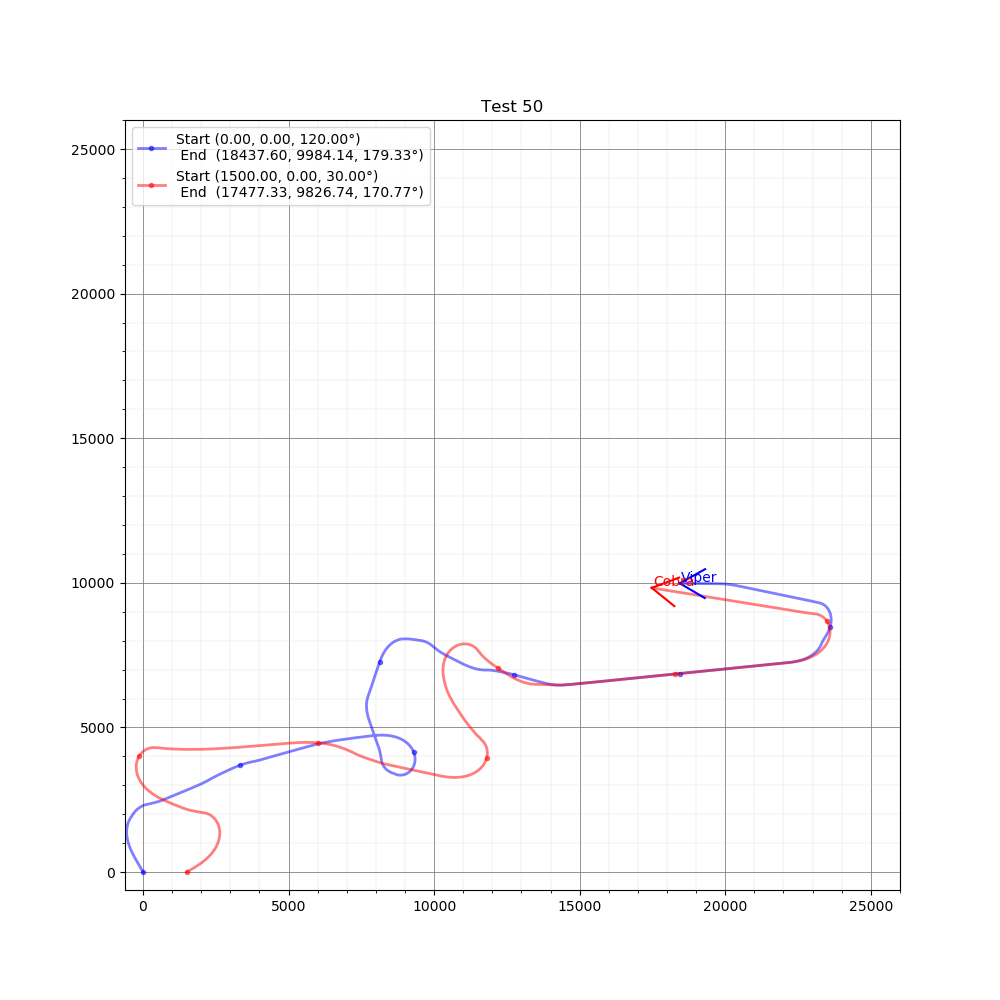 Test 50
Start (0.00, 0.00, 120.00°)
End (18437.60, 9984.14, 179.33°)
Start (1500.00, 0.00, 30.00°)
End (17477.33, 9826.74, 170.77°)
25000
20000
15000
10000
5000
0
Cobra
Viper
0
5000
10000
15000
20000
25000